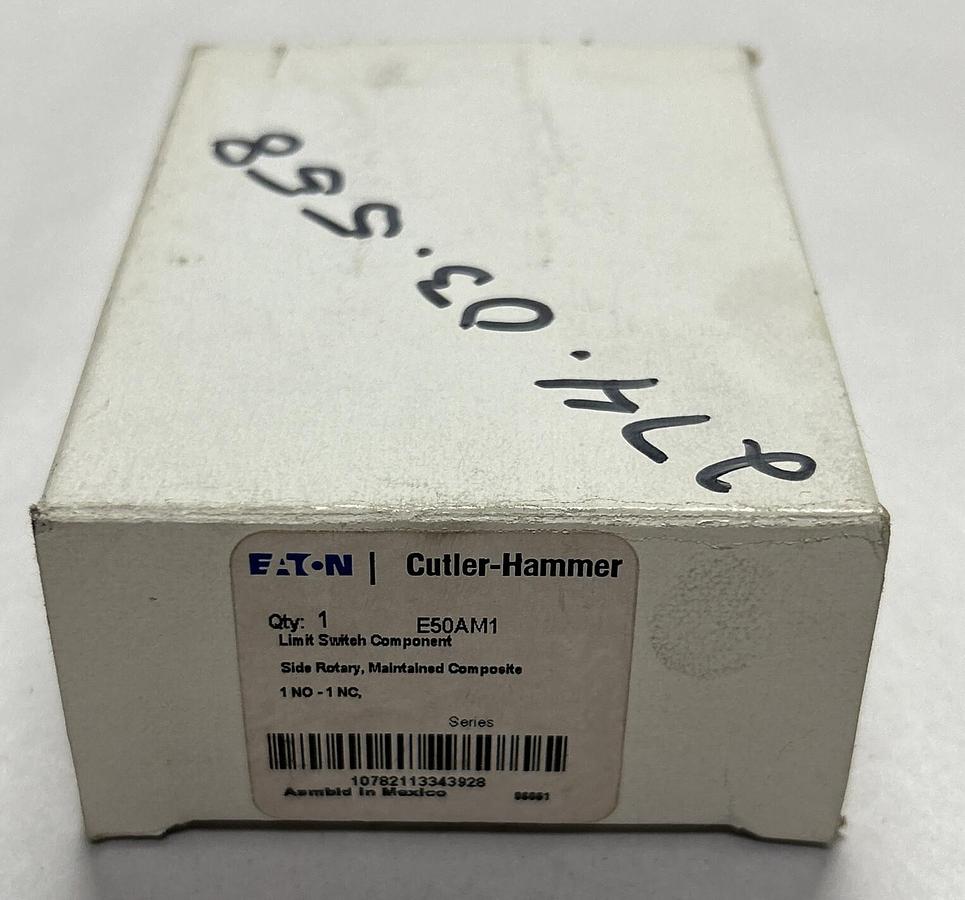 274.03.558
EATON | Cutler-Hammer
Qty: 1 E50AM1
Limit Switch Component
Side Rotary, Maintained Composite
1 NO - 1 NC,
Series
10782113343928
Asmbld In Mexico